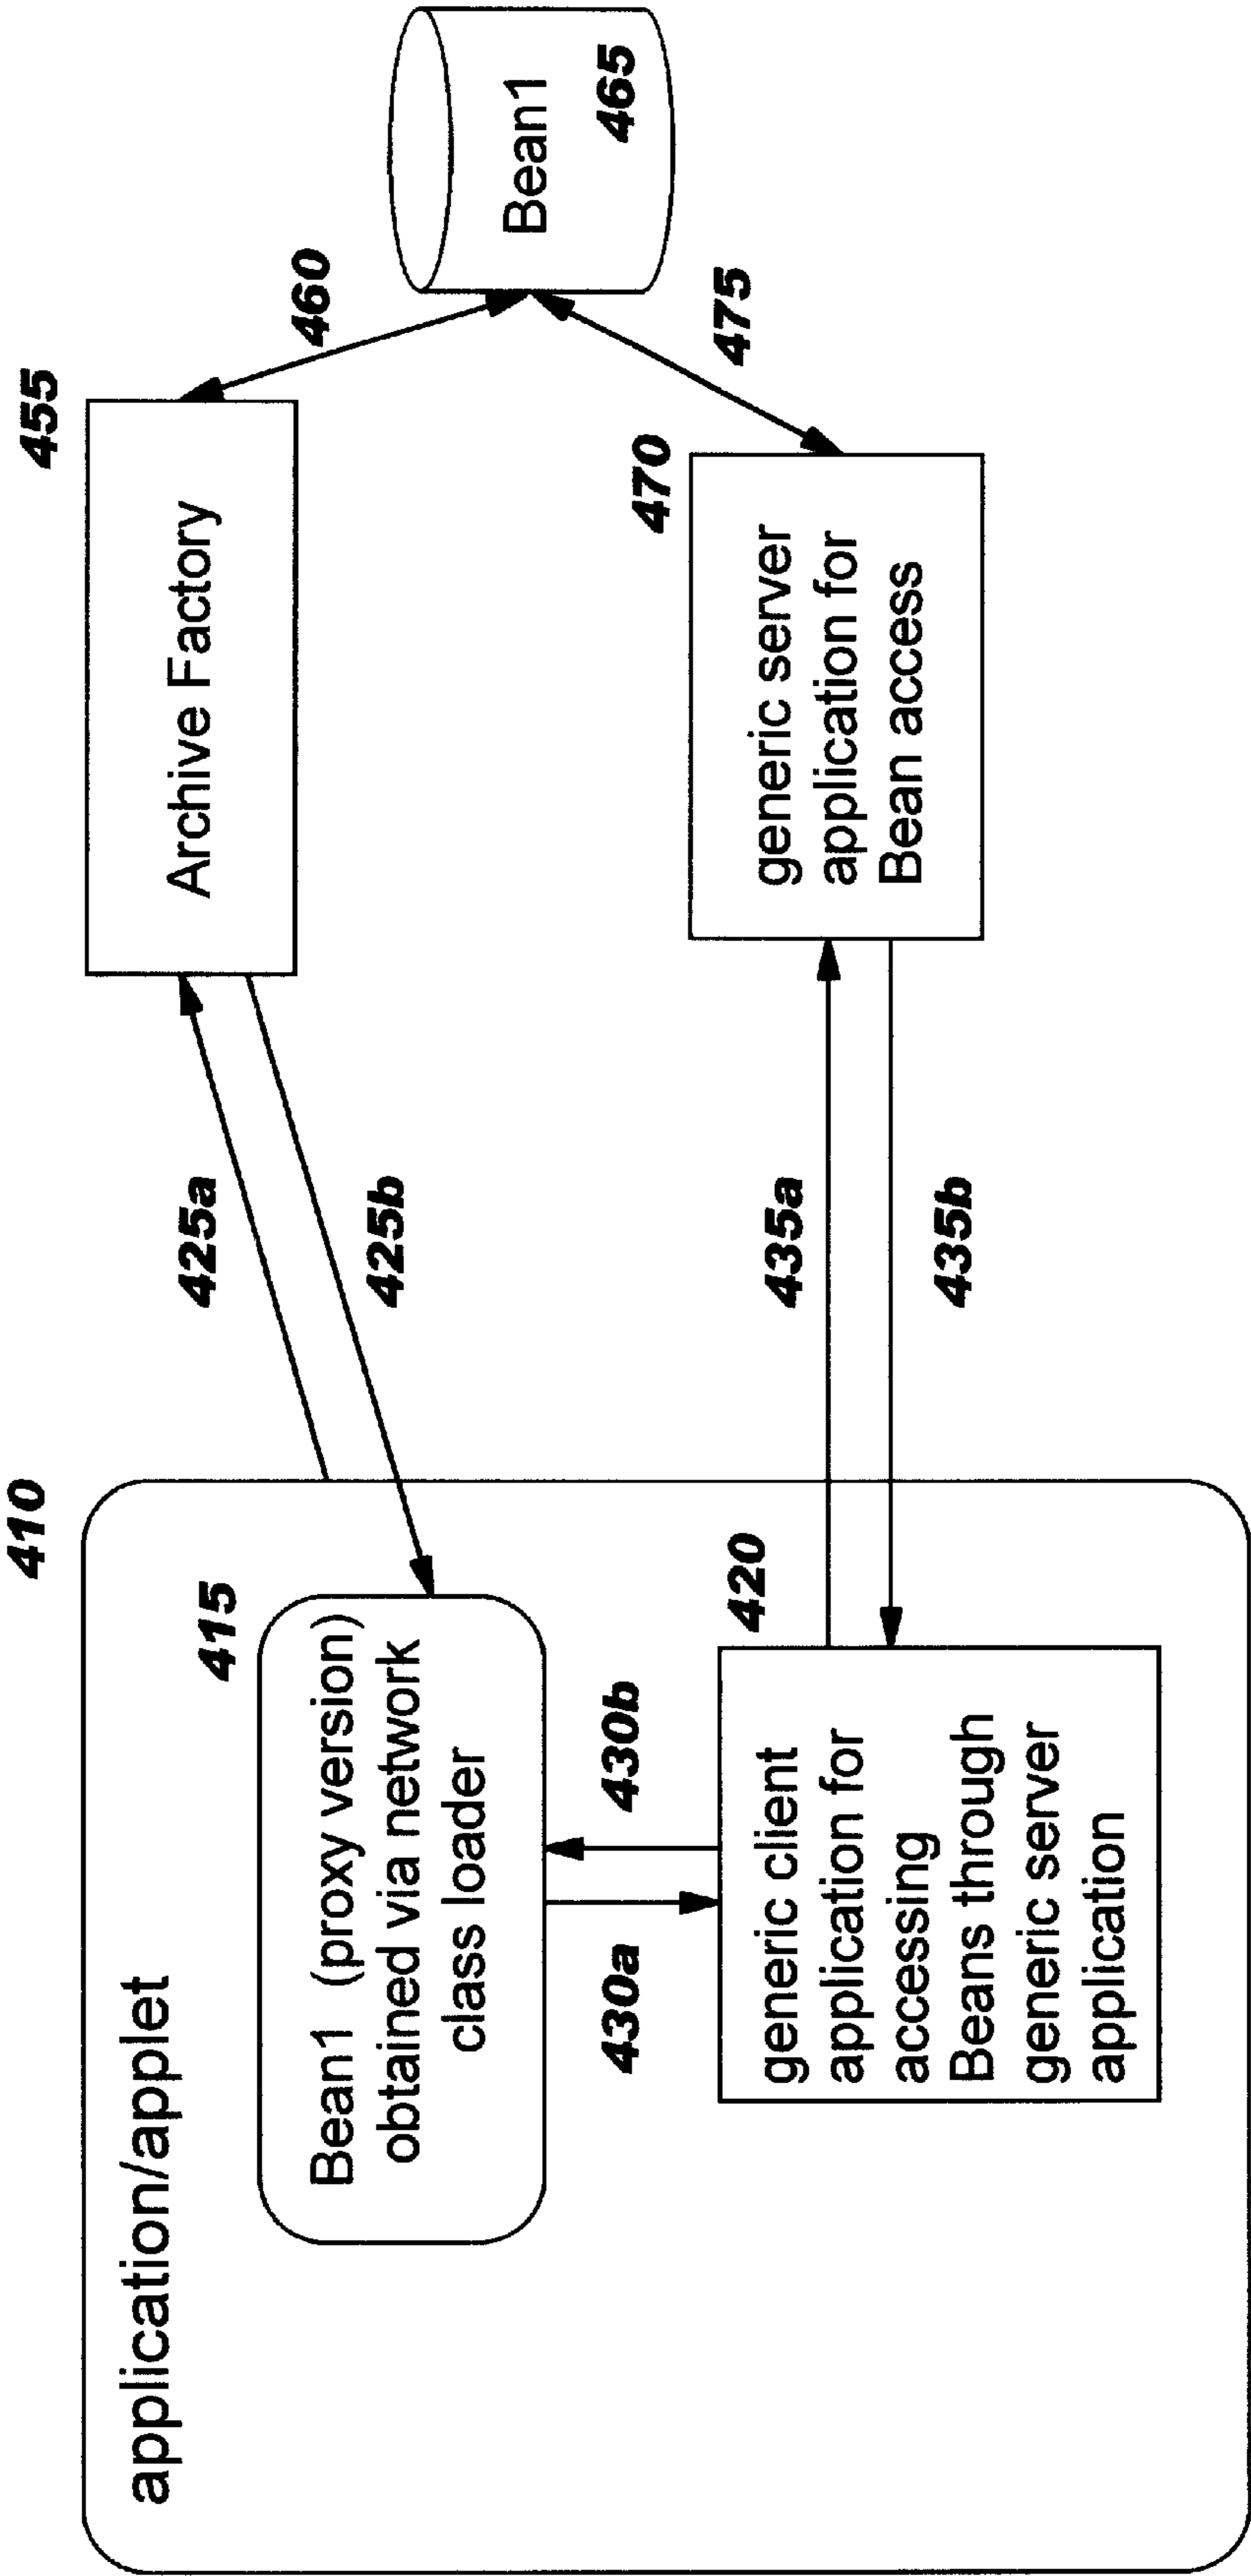 410
application/applet
415
Bean1 (proxy version)
obtained via network
class loader
430a
430b
420
generic client
application for
accessing
Beans through
generic server
application
425a
425b
435a
435b
455
Archive Factory
460
470
generic server
application for
Bean access
475
Bean1
465